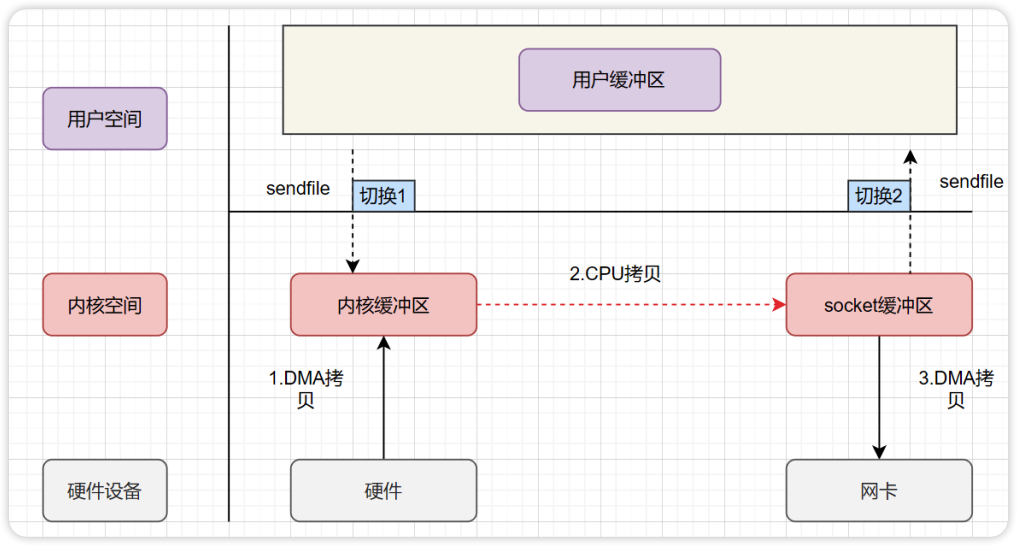 用户缓冲区
用户空间
sendfile
切换1
切换2
sendfile
2.CPU拷贝
内核空间
内核缓冲区
socket缓冲区
1.DMA拷
贝
3.DMA拷
贝
硬件设备
硬件
网卡